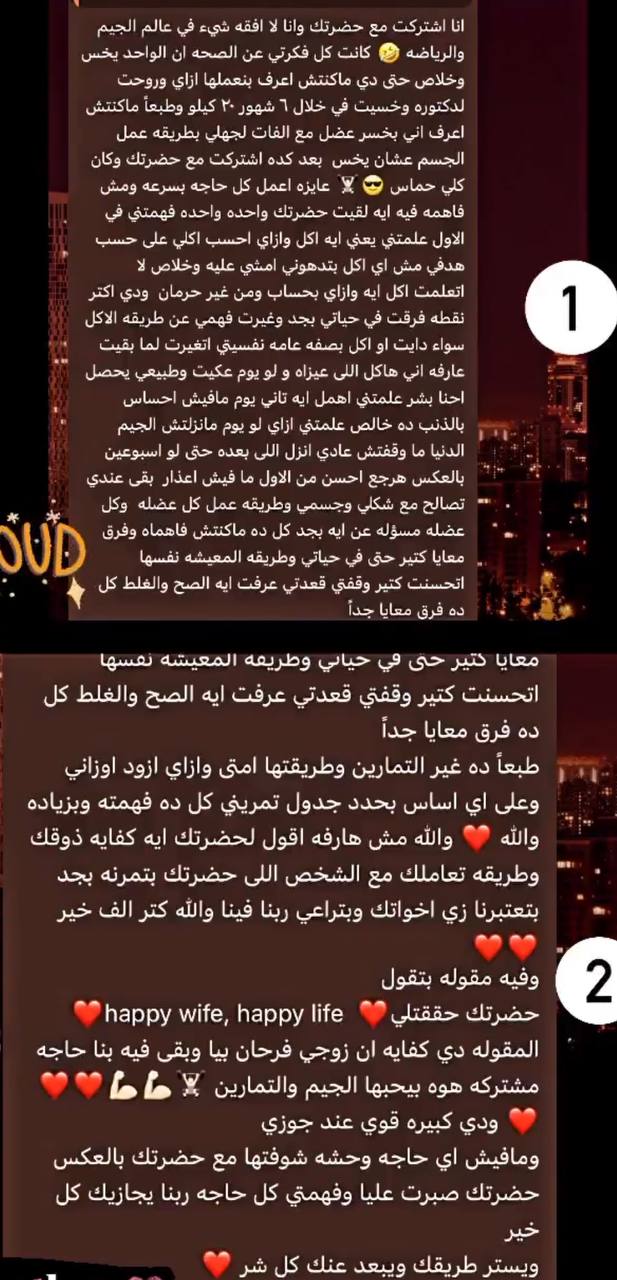 انا اشتركت مع حضرتك وانا لا افقه شيء في عالم الجيم
والرياضه 🤣 كانت كل فكرتي عن الصحه ان الواحد يخس
وخلاص حتى دي ماكنتش اعرف بنعملها ازاي وروحت
لدكتوره وخسيت في خلال ٦ شهور ٢٠ كيلو وطبعاً ماكنتش
اعرف اني بخسر عضل مع الفات لجهلي بطريقه عمل
الجسم عشان يخس بعد كده اشتركت مع حضرتك وكان
كلي حماس 😎 🏋 عايزه اعمل كل حاجه بسرعه ومش
فاهمه فيه ايه لقيت حضرتك واحده واحده فهمتني في
الاول علمتني يعني ايه اكل وازاي احسب اكلي على حسب
هدفي مش اي اكل بتدهوني امشي عليه وخلاص لا
اتعلمت اكل ايه وازاي بحساب ومن غير حرمان ودي اكتر
نقطه فرقت في حياتي بجد وغيرت فهمي عن طريقه الاكل
سواء دايت او اكل بصفه عامه نفسيتي اتغيرت لما بقيت
عارفه اني هاكل اللى عيزاه و لو يوم عكيت وطبيعي يحصل
احنا بشر علمتني اهمل ايه تاني يوم مافيش احساس
بالذنب ده خالص علمتني ازاي لو يوم مانزلتش الجيم
الدنيا ما وقفتش عادي انزل اللى بعده حتى لو اسبوعين
بالعكس هرجع احسن من الاول ما فيش اعذار بقى عندي
تصالح مع شكلي وجسمي وطريقه عمل كل عضله وكل
عضله مسؤله عن ايه بجد كل ده ماكنتش فاهماه وفرق
معايا كتير حتى في حياتي وطريقه المعيشه نفسها
اتحسنت كتير وقفتي قعدتي عرفت ايه الصح والغلط كل
ده فرق معايا جداً
1
OUD
معايا كتير حتى في حياتي وطريقه المعيشه نفسها
اتحسنت كتير وقفتي قعدتي عرفت ايه الصح والغلط كل
ده فرق معايا جداً
طبعاً ده غير التمارين وطريقتها امتى وازاي ازود اوزاني
وعلى اي اساس بحدد جدول تمريني كل ده فهمته وبزياده
والله ❤️ والله مش هارفه اقول لحضرتك ايه كفايه ذوقك
وطريقه تعاملك مع الشخص اللى حضرتك بتمرنه بجد
بتعتبرنا زي اخواتك وبتراعي ربنا فينا والله كتر الف خير
❤️❤️
وفيه مقوله بتقول
حضرتك حققتلي❤️ happy wife, happy life❤️
المقوله دي كفايه ان زوجي فرحان بيا وبقى فيه بنا حاجه
مشتركه هوه بيحبها الجيم والتمارين 🏋💪🏻💪🏻❤️❤️
❤️ ودي كبيره قوي عند جوزي
ومافيش اي حاجه وحشه شوفتها مع حضرتك بالعكس
حضرتك صبرت عليا وفهمتي كل حاجه ربنا يجازيك كل
خير
ويستر طريقك ويبعد عنك كل شر ❤️
2